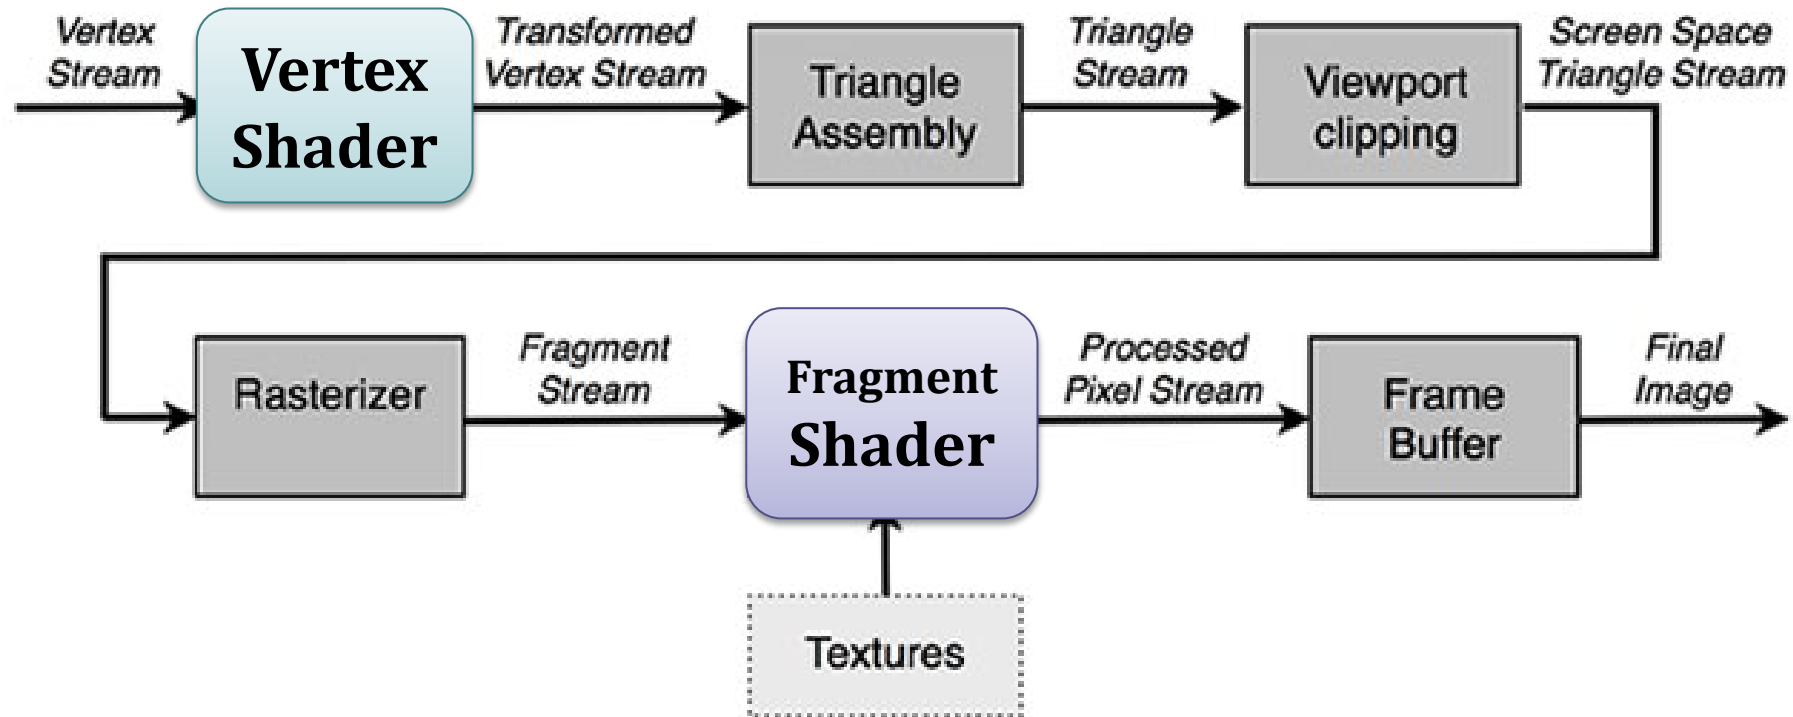 Vertex
Stream
Vertex
Shader
Transformed
Vertex Stream
Triangle
Assembly
Triangle
Stream
Viewport
clipping
Screen Space
Triangle Stream
Rasterizer
Fragment
Stream
Fragment
Shader
Processed
Pixel Stream
Frame
Buffer
Final
Image
Textures